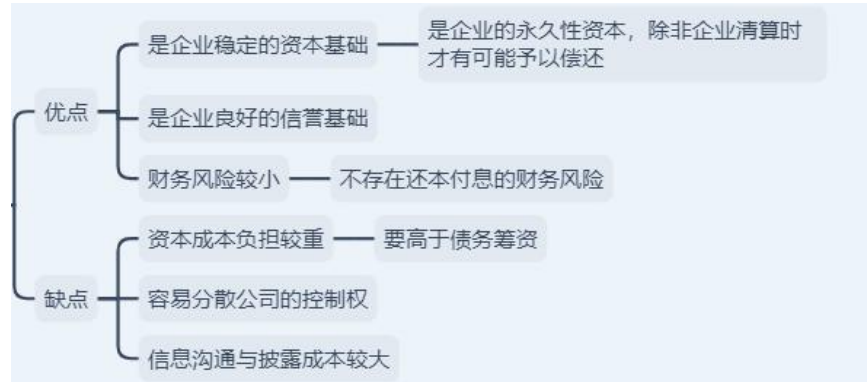 优点
是企业稳定的资本基础
是企业的永久性资本，除非企业清算时
才有可能予以偿还
是企业良好的信誉基础
财务风险较小
不存在还本付息的财务风险
缺点
资本成本负担较重
要高于债务筹资
容易分散公司的控制权
信息沟通与披露成本较大